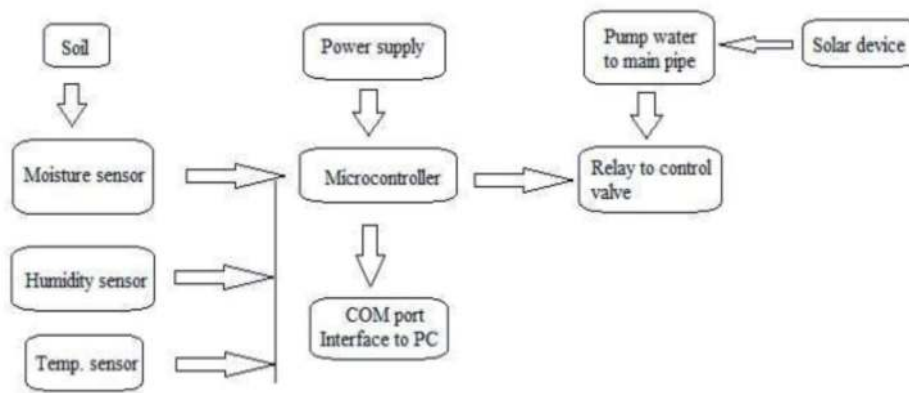 Soil
Power supply
Pump water
to main pipe
Solar device
Moisture sensor
Microcontroller
Relay to control
valve
Humidity sensor
COM port
Interface to PC
Temp. sensor